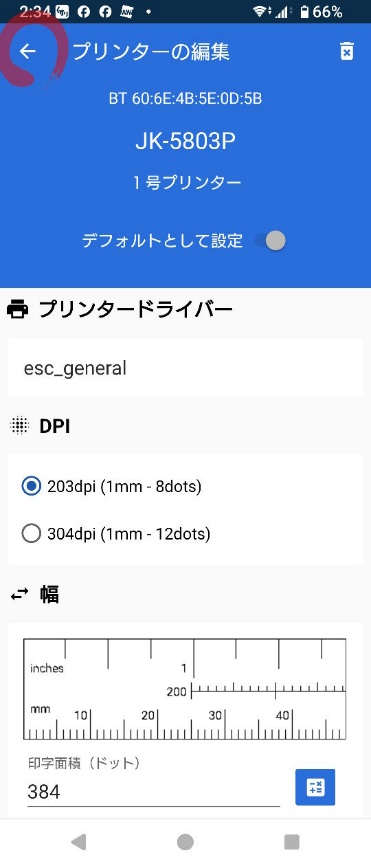 2:34
66%
プリンターの編集
BT 60:6E:4B:5E:0D:5B
JK-5803P
1号プリンター
デフォルトとして設定
プリンタードライバー
esc_general
DPI
203dpi (1mm - 8dots)
304dpi (1mm - 12dots)
幅
inches
1
200
mm
10
20
30
40
印字面積（ドット）
384